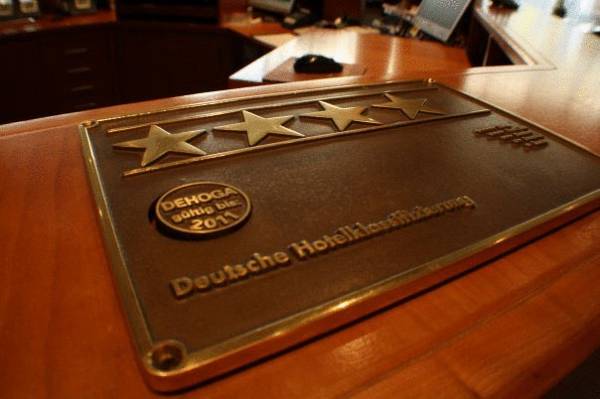 DEHOGA
gültig bis:
2011
Deutsche Hotelklassifizierung